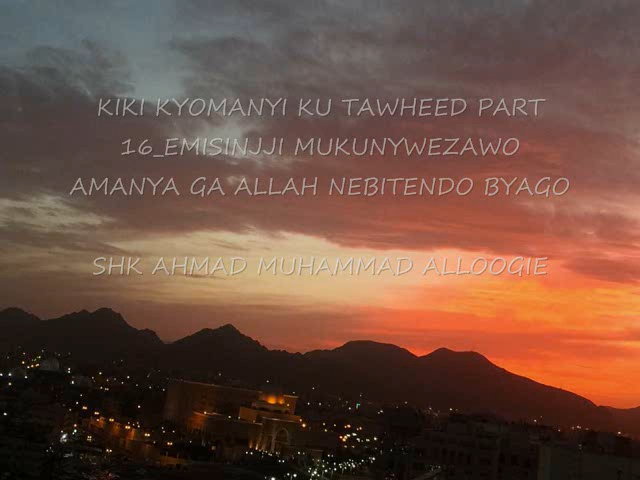 KIKI KYOMANYI KU TAWHEED PART
16_EMISINJJI MUKUNYWEZAWO
AMANYA GA ALLAH NEBITENDO BYAGO
SHK AHMAD MUHAMMAD ALLOOGIE